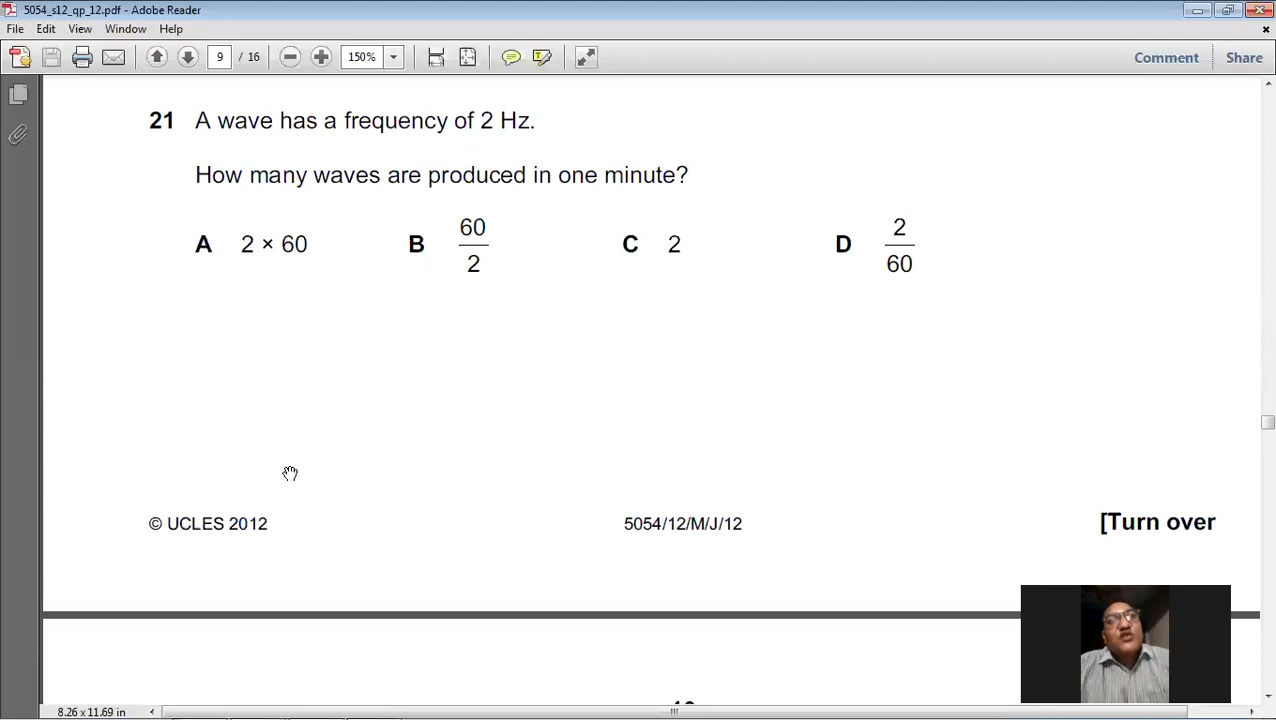 5054_s12_qp_12.pdf - Adobe Reader
File Edit View Window Help
9 / 16 150% Comment Share
21 A wave has a frequency of 2 Hz.
How many waves are produced in one minute?
A 2 × 60 B 60/2 C 2 D 2/60
© UCLES 2012 5054/12/M/J/12 [Turn over
8.26 x 11.69 in